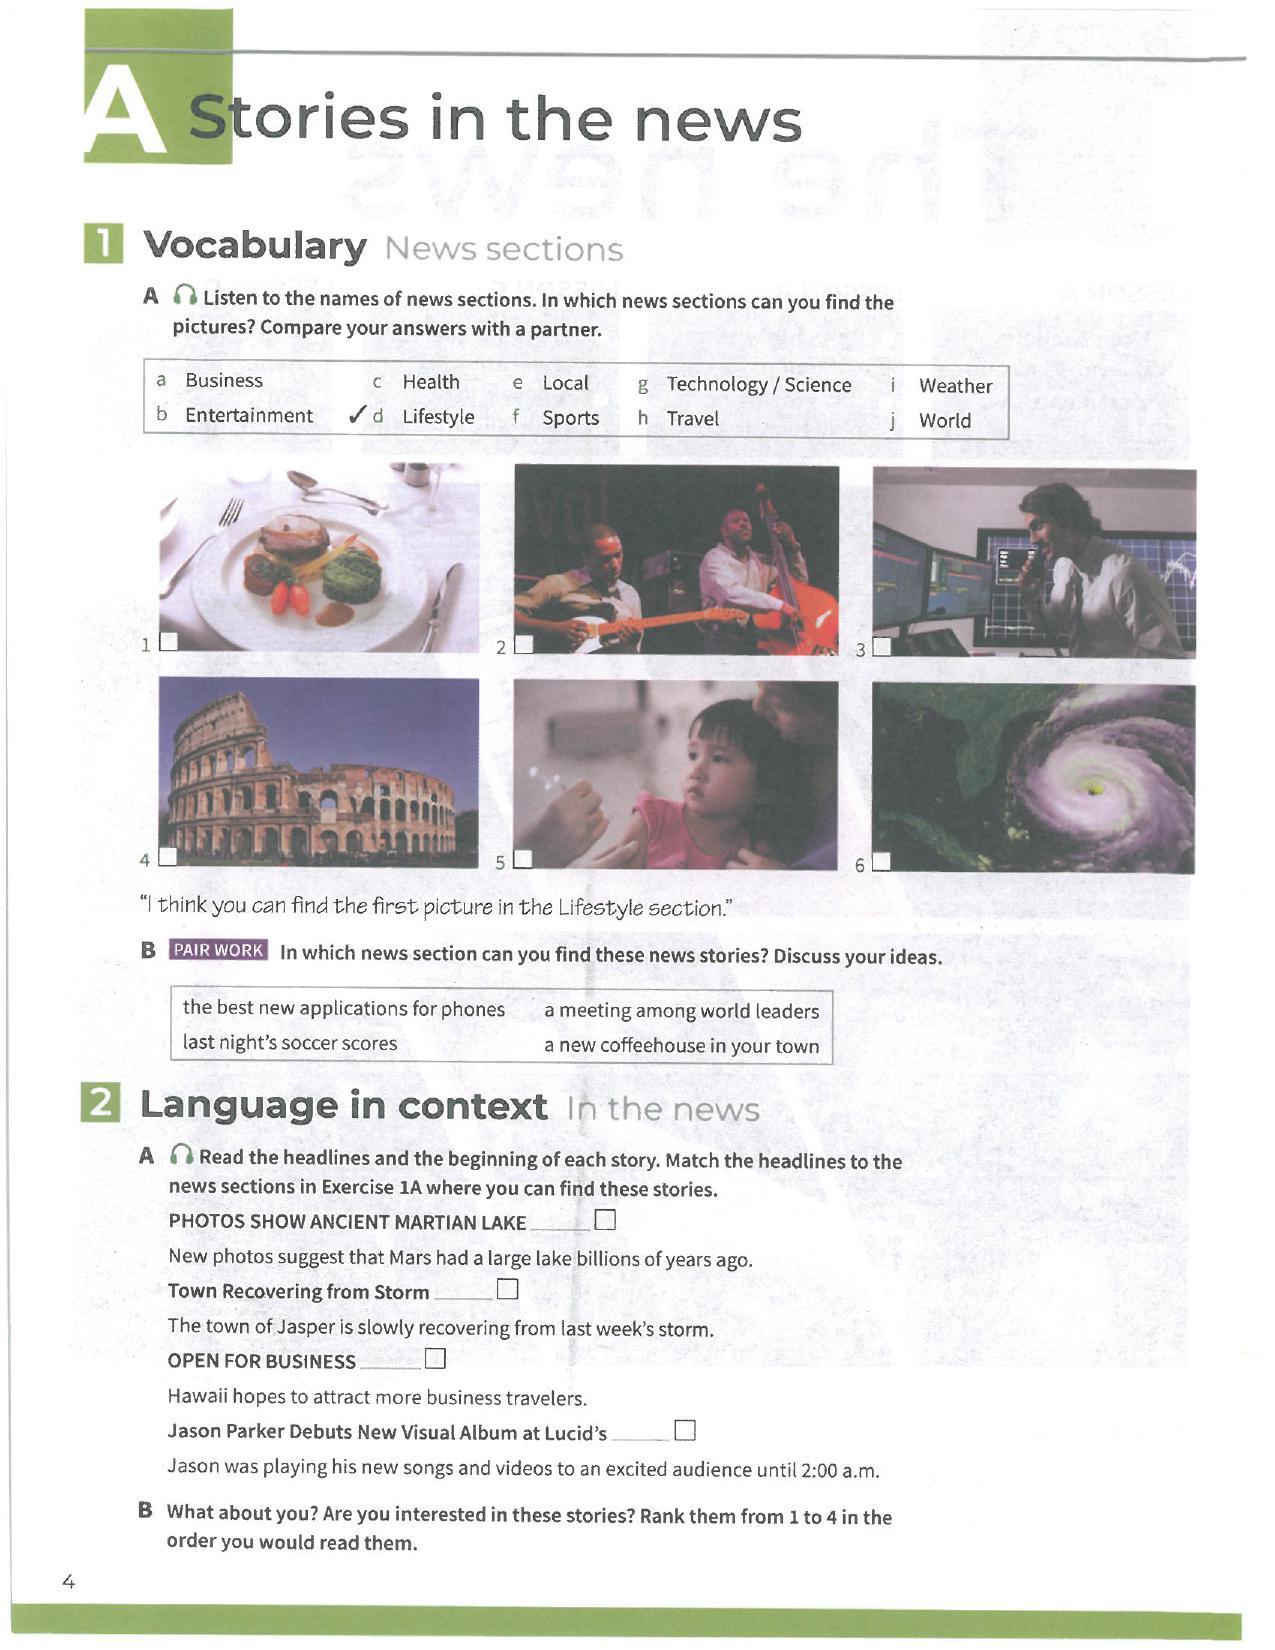 A Stories in the news
1 Vocabulary News sections
A Listen to the names of news sections. In which news sections can you find the
pictures? Compare your answers with a partner.
a Business c Health e Local g Technology / Science i Weather
b Entertainment ✓ d Lifestyle f Sports h Travel j World
1 2 3
4 5 6
"I think you can find the first picture in the Lifestyle section."
B PAIR WORK In which news section can you find these news stories? Discuss your ideas.
the best new applications for phones a meeting among world leaders
last night's soccer scores a new coffeehouse in your town
2 Language in context In the news
A Read the headlines and the beginning of each story. Match the headlines to the
news sections in Exercise 1A where you can find these stories.
PHOTOS SHOW ANCIENT MARTIAN LAKE ______ □
New photos suggest that Mars had a large lake billions of years ago.
Town Recovering from Storm ______ □
The town of Jasper is slowly recovering from last week's storm.
OPEN FOR BUSINESS ______ □
Hawaii hopes to attract more business travelers.
Jason Parker Debuts New Visual Album at Lucid's ______ □
Jason was playing his new songs and videos to an excited audience until 2:00 a.m.
B What about you? Are you interested in these stories? Rank them from 1 to 4 in the
order you would read them.
4